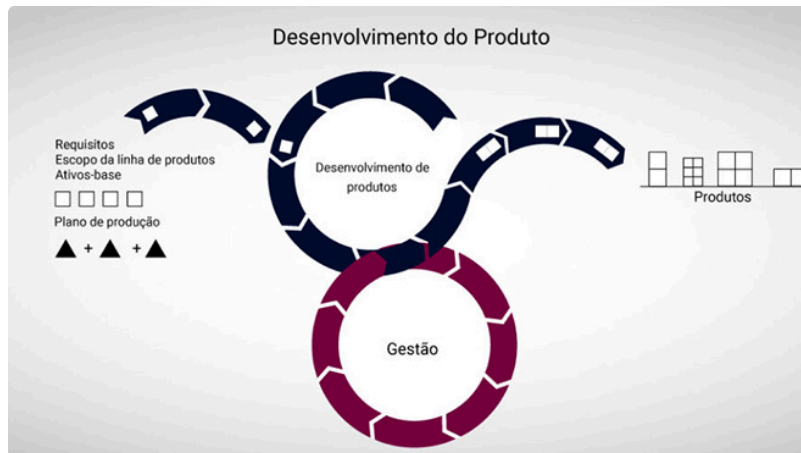 Desenvolvimento do Produto
Requisitos
Escopo da linha de produtos
Ativos-base
Plano de produção
+ +
Desenvolvimento de
produtos
Gestão
Produtos